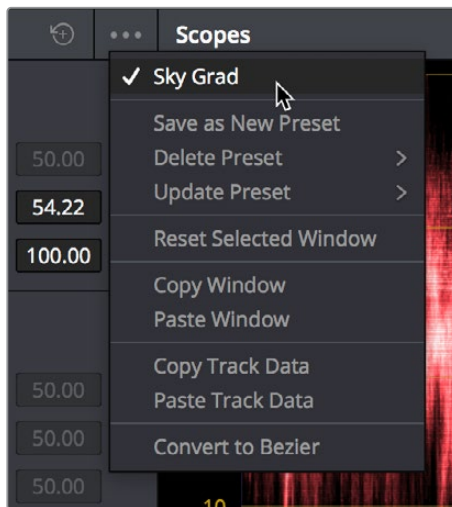 Scopes
✓ Sky Grad
Save as New Preset
50.00
Delete Preset >
54.22
Update Preset >
100.00
Reset Selected Window
Copy Window
Paste Window
Copy Track Data
50.00
Paste Track Data
50.00
Convert to Bezier
50.00
10